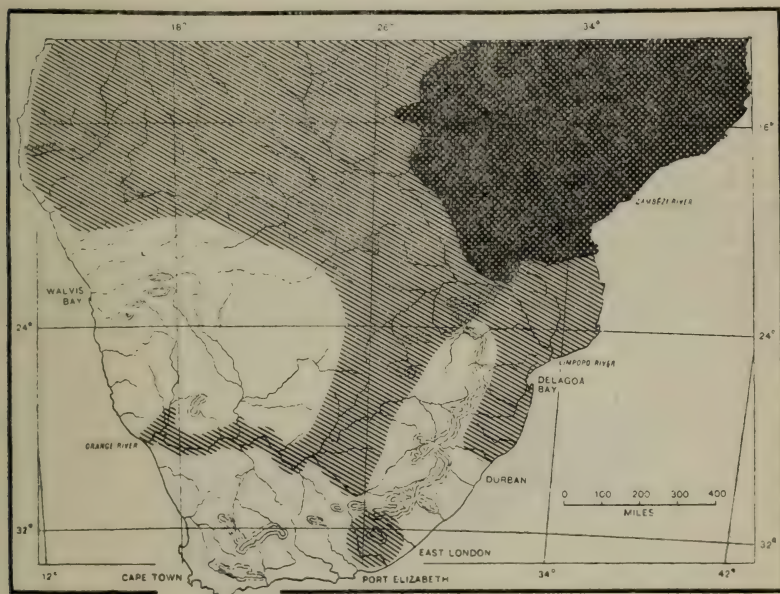 18° 26° 34°
16°
ZAMBEZI RIVER
WALVIS
BAY
24° 24°
LIMPOPO RIVER
DELAGOA
BAY
ORANGE RIVER
DURBAN
0 100 200 300 400
MILES
32° 32°
EAST LONDON
12° CAPE TOWN PORT ELIZABETH 34° 42°